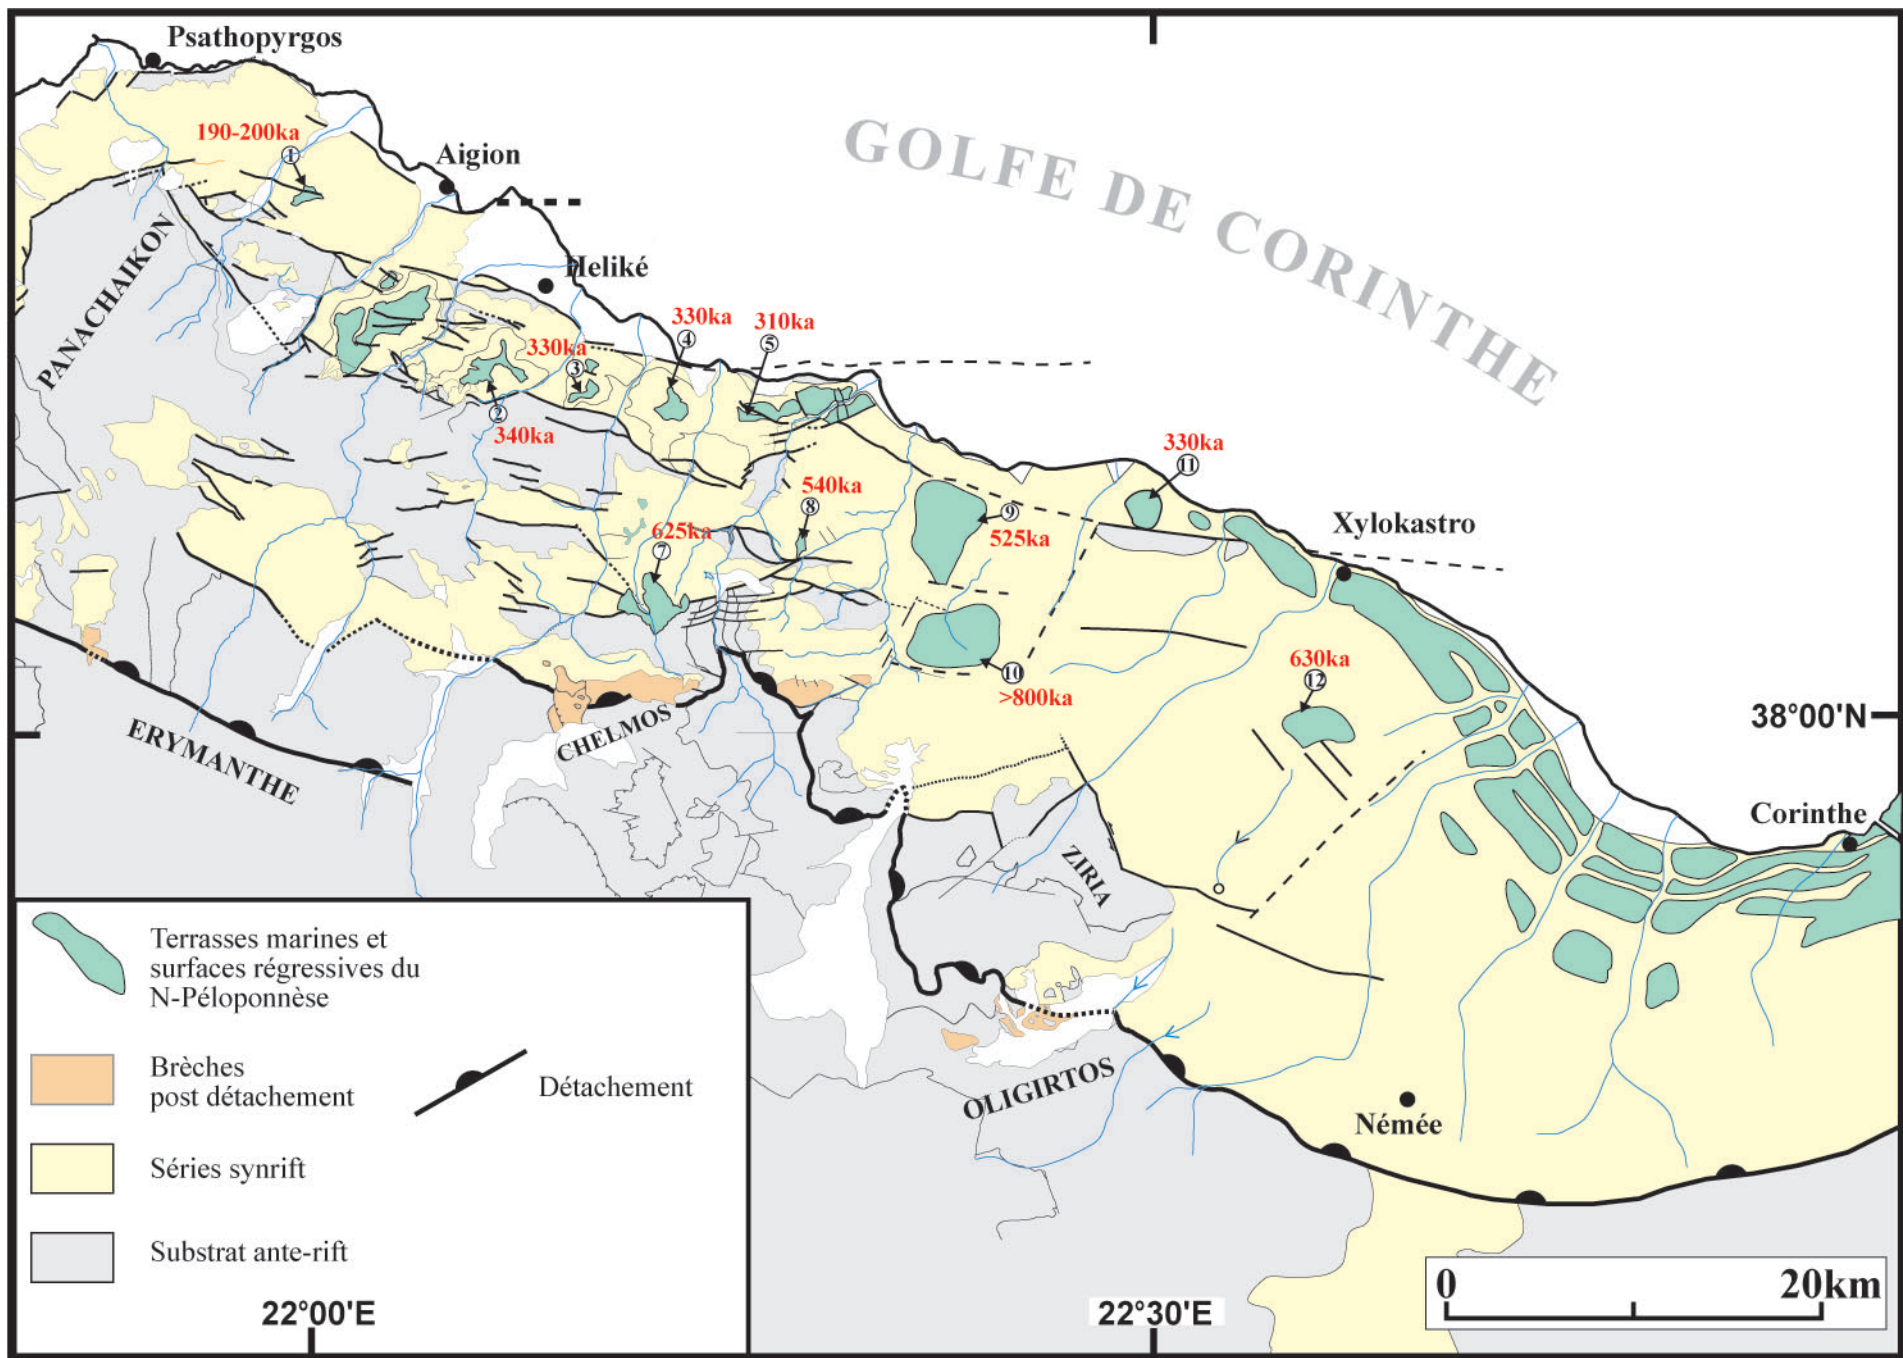 Psathopyrgos
190-200ka
1
Aigion
GOLFE DE CORINTHE
PANACHAIKON
Heliké
330ka
4
310ka
5
330ka
3
2
340ka
330ka
11
540ka
8
9
525ka
Xylokastro
625ka
7
630ka
12
10
>800ka
38°00'N
ERYMANTHE
CHELMOS
Corinthe
ZIRIA
OLIGIRTOS
Némée
Terrasses marines et
surfaces régressives du
N-Péloponnèse
Brèches
post détachement
Détachement
Séries synrift
Substrat ante-rift
0 20km
22°00'E
22°30'E